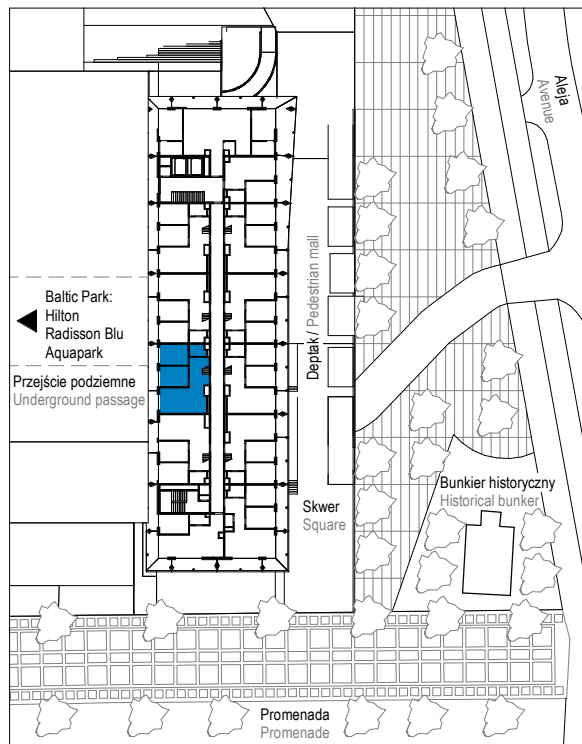 Aleja
Avenue
Baltic Park:
Hilton
Radisson Blu
Aquapark
Przejście podziemne
Underground passage
Deptak / Pedestrian mall
Skwer
Square
Bunkier historyczny
Historical bunker
Promenada
Promenade